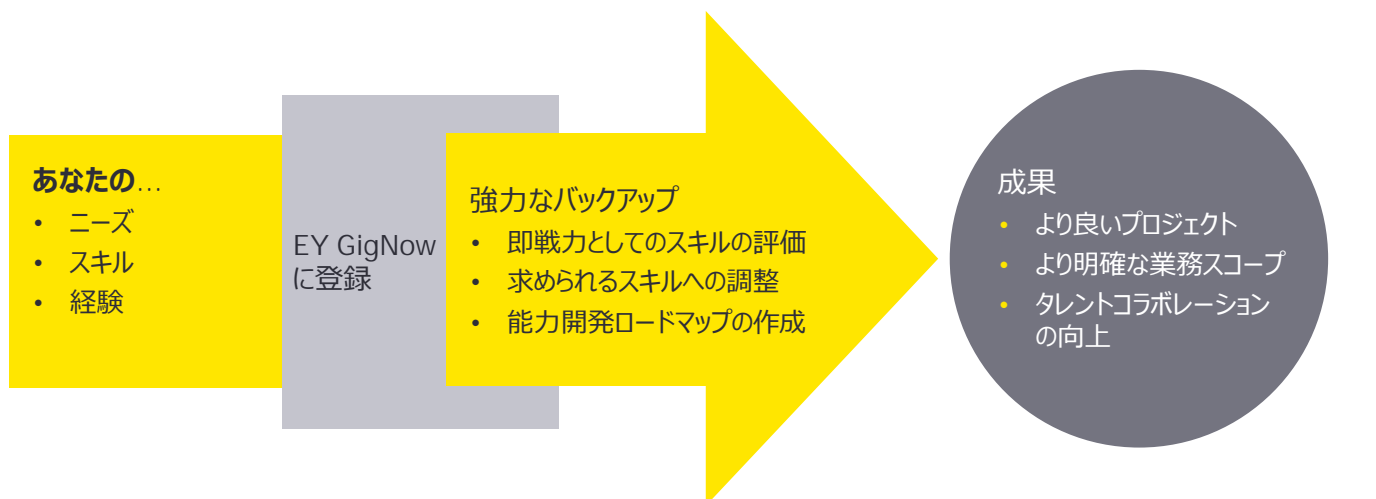 あなたの…
• ニーズ
• スキル
• 経験
EY GigNow
に登録
強力なバックアップ
• 即戦力としてのスキルの評価
• 求められるスキルへの調整
• 能力開発ロードマップの作成
成果
• より良いプロジェクト
• より明確な業務スコープ
• タレントコラボレーション
の向上